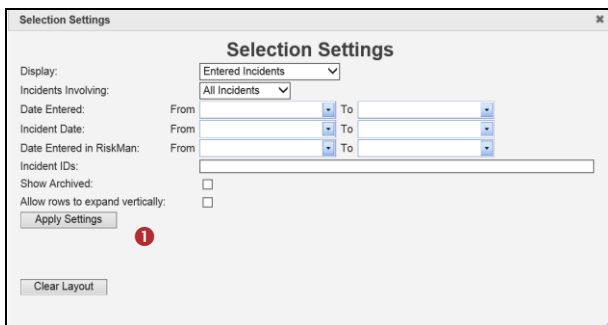 Selection Settings
Selection Settings
Display: Entered Incidents
Incidents Involving: All Incidents
Date Entered: From To
Incident Date: From To
Date Entered in RiskMan: From To
Incident IDs:
Show Archived:
Allow rows to expand vertically:
Apply Settings
1
Clear Layout